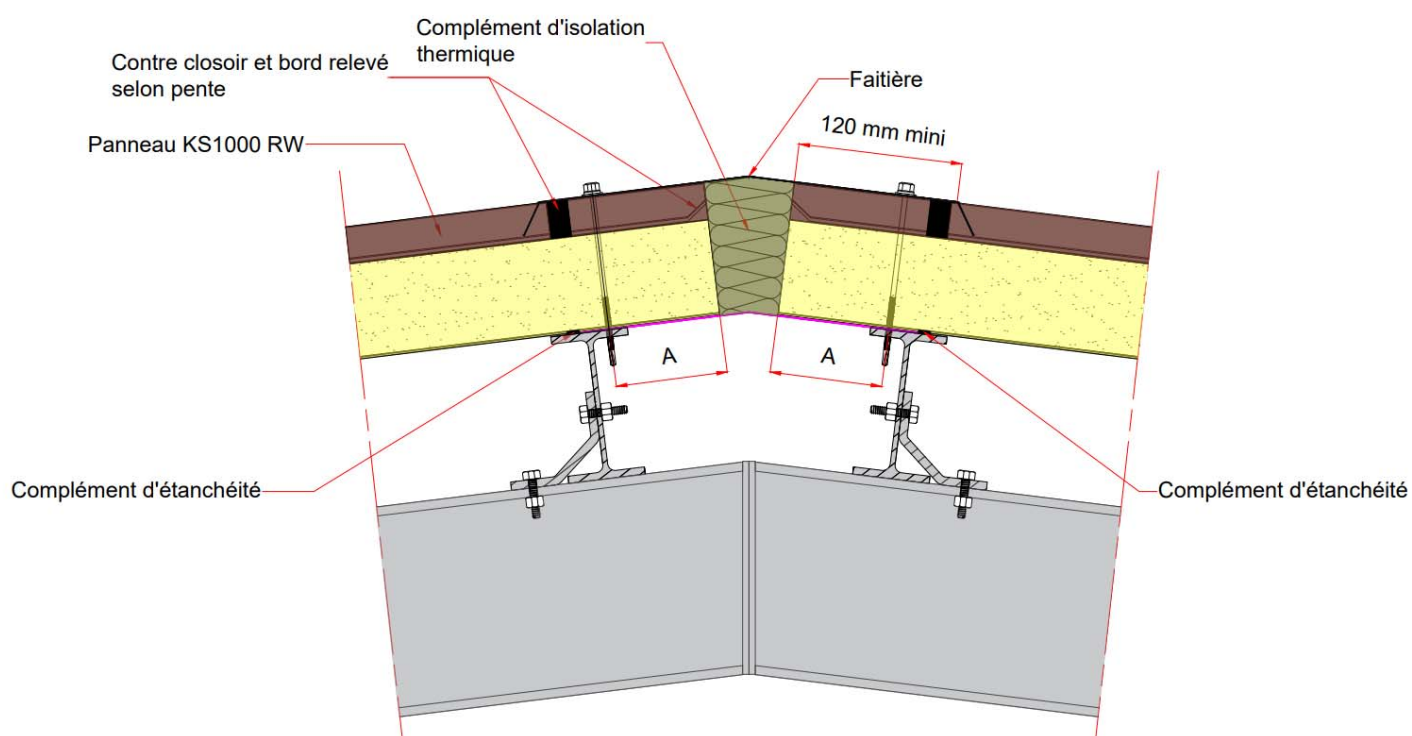 Complément d'isolation
thermique
Contre closoir et bord relevé
selon pente
Faitière
120 mm mini
Panneau KS1000 RW
A
A
Complément d'étanchéité
Complément d'étanchéité